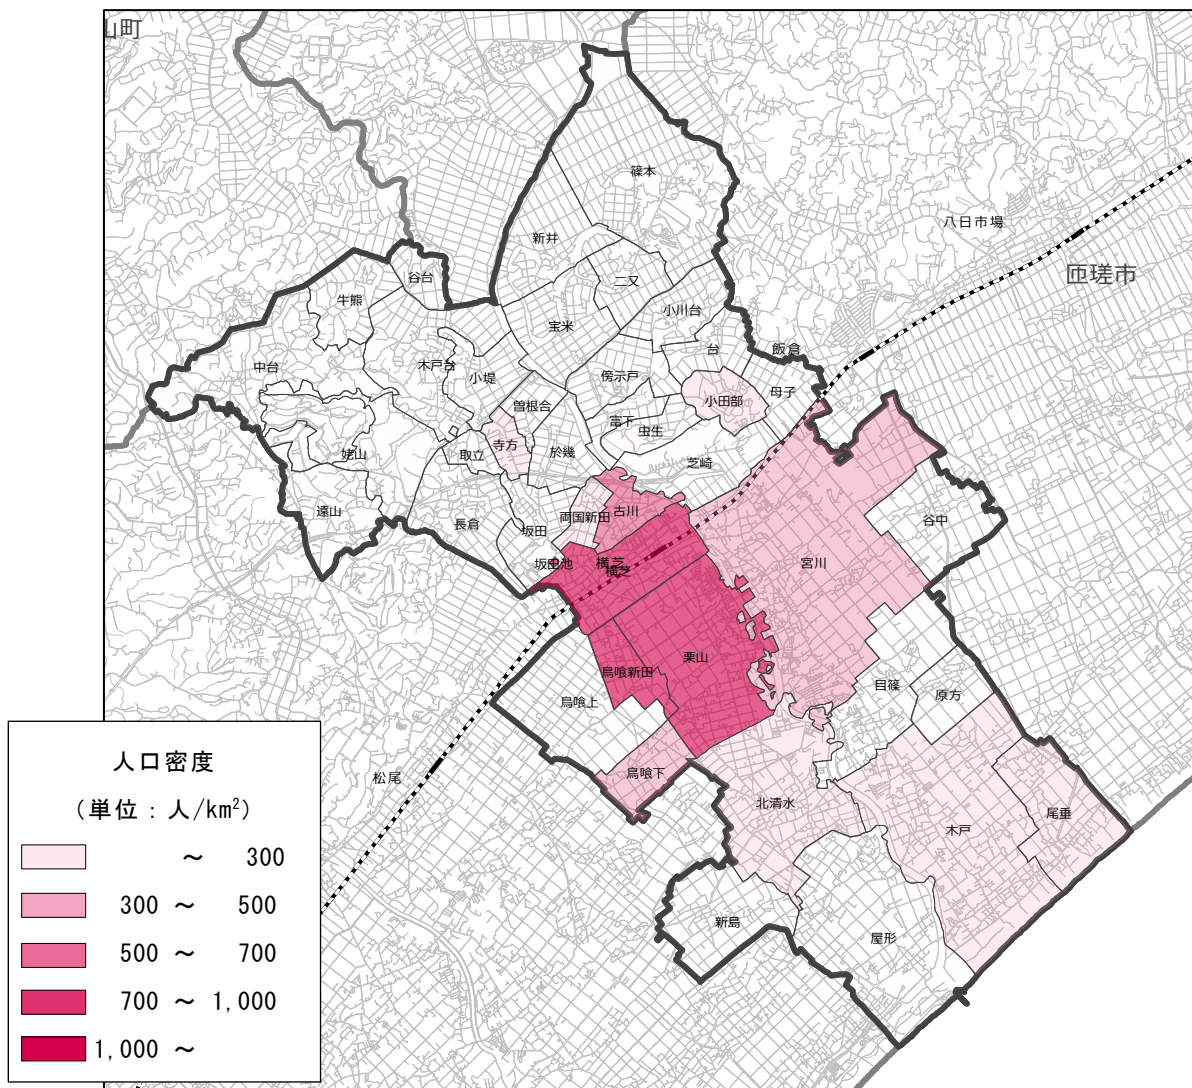 山町
篠本
八日市場
新井
匝瑳市
谷台
二又
牛熊
小川台
宝米
台
飯倉
木戸台
中台
小堤
傍示戸
母子
小田部
曽根合
富下
虫生
寺方
姥山
取立
於幾
芝崎
遠山
両国新田
古川
長倉
坂田
谷中
坂田池
横芝
横芝
宮川
栗山
鳥喰新田
目篠
原方
鳥喰上
鳥喰下
松尾
北清水
尾垂
木戸
新島
屋形
人口密度
(単位:人/km²)
~ 300
300 ~ 500
500 ~ 700
700 ~ 1,000
1,000 ~